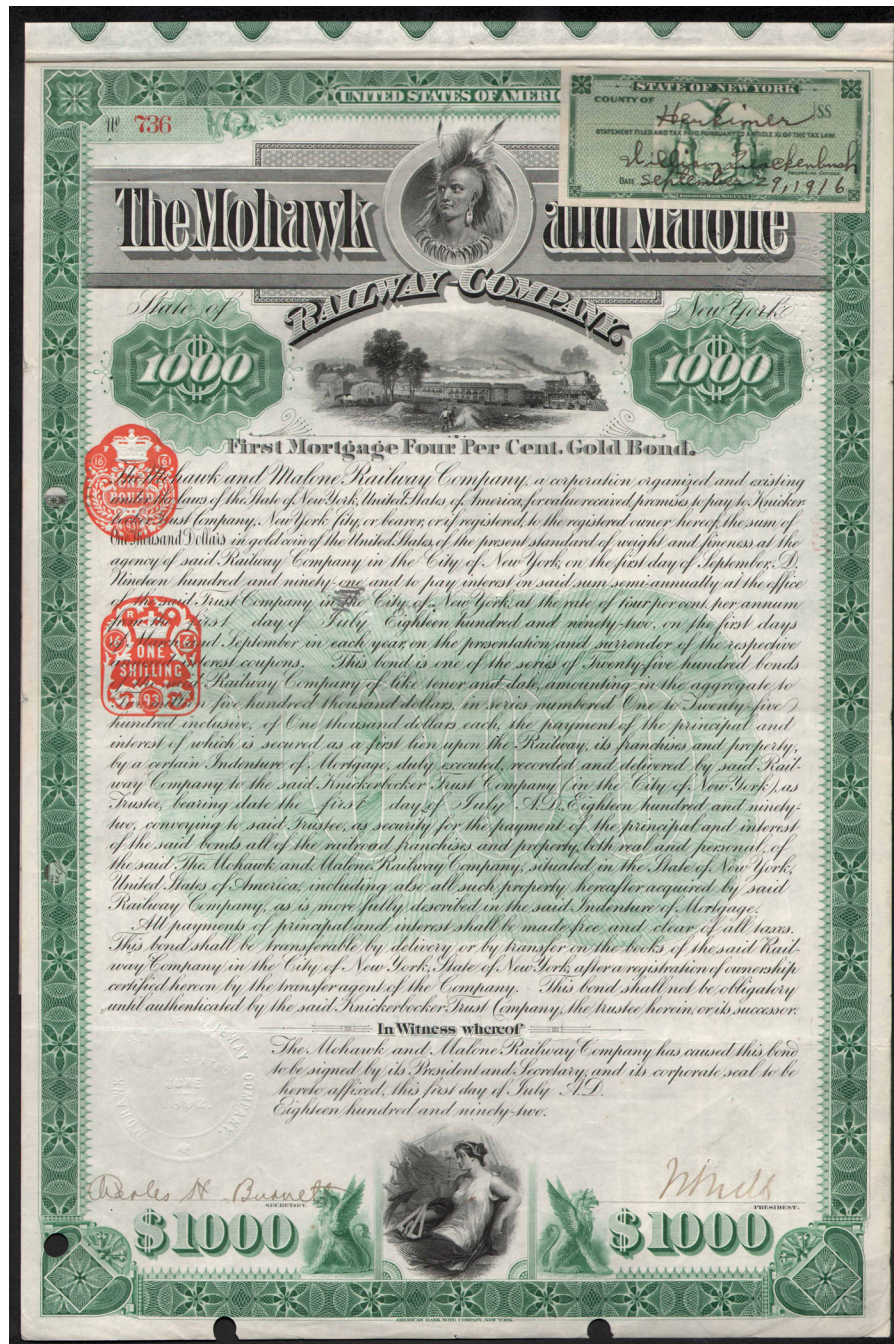 UNITED STATES OF AMERIC
STATE OF NEW YORK
COUNTY OF Herkimer SS
STATEMENT FILED AND TAX PAID PURSUANT TO ARTICLE XI OF THE TAX LAW
William Quackenbush
RECORDING OFFICER
DATE September 29, 1916
No 736
The Mohawk and Malone
RAILWAY COMPANY
State of New York
1000 1000
First Mortgage Four Per Cent. Gold Bond.
The Mohawk and Malone Railway Company, a corporation organized and existing
under the laws of the State of New York, United States of America, for value received promises to pay to Knicker-
bocker Trust Company, New York City, or bearer, or if registered, to the registered owner hereof, the sum of
One Thousand Dollars in gold coin of the United States, of the present standard of weight and fineness at the
agency of said Railway Company in the City of New York, on the first day of September A.D.
Nineteen hundred and ninety-one and to pay interest on said sum semi-annually at the office
of the said Trust Company, in the City of New York, at the rate of four per cent. per annum
from the first day of July Eighteen hundred and ninety-two, on the first days
of March and September in each year, on the presentation and surrender of the respective
interest coupons. This bond is one of the series of Twenty-five hundred bonds
Railway Company of like tenor and date, amounting in the aggregate to
five hundred thousand dollars, in series numbered One to Twenty-five
hundred inclusive, of One thousand dollars each, the payment of the principal and
interest of which is secured as a first lien upon the Railway, its franchises and property,
by a certain Indenture of Mortgage, duly executed, recorded and delivered by said Rail-
way Company to the said Knickerbocker Trust Company (in the City of New York), as
Trustee, bearing date the first day of July A.D. Eighteen hundred and ninety-
two, conveying to said Trustee, as security for the payment of the principal and interest
of the said bonds all of the railroad franchises and property, both real and personal, of
the said The Mohawk and Malone Railway Company, situated in the State of New York,
United States of America, including also all such property hereafter acquired by said
Railway Company, as is more fully described in the said Indenture of Mortgage.
All payments of principal and interest shall be made free and clear of all taxes.
This bond shall be transferable by delivery or by transfer on the books of the said Rail-
way Company in the City of New York, State of New York, after a registration of ownership
certified hereon by the transfer agent of the Company. This bond shall not be obligatory
until authenticated by the said Knickerbocker Trust Company, the trustee herein, or its successor.
ONE POUND
ONE
SHILLING
93
In Witness whereof
The Mohawk and Malone Railway Company has caused this bond
to be signed by its President and Secretary, and its corporate seal to be
hereto affixed, this first day of July A.D.
Eighteen hundred and ninety-two.
RAILWAY COMPANY
MOHAWK
JUNE
1892
Charles H. Burnett
SECRETARY.
PRESIDENT.
$1000 $1000
AMERICAN BANK NOTE COMPANY, NEW YORK.